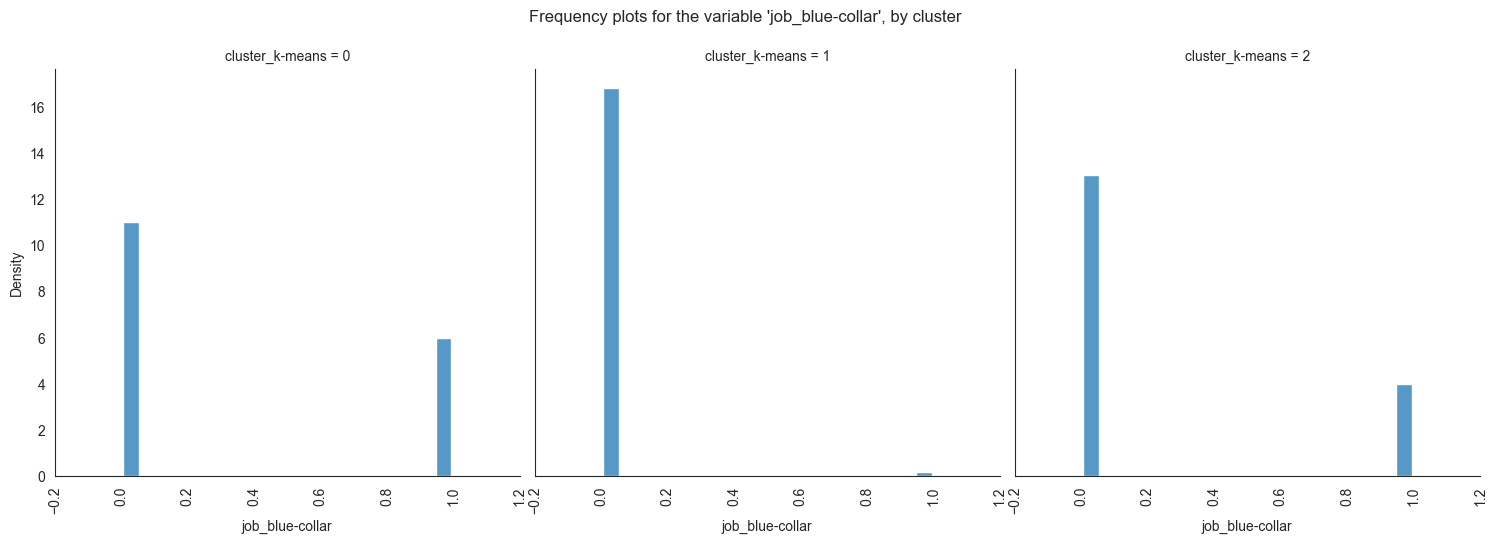 Frequency plots for the variable 'job_blue-collar', by cluster
cluster_k-means = 0
cluster_k-means = 1
cluster_k-means = 2
Density
16
14
12
10
8
6
4
2
0
−0.2 0.0 0.2 0.4 0.6 0.8 1.0 1.2
−0.2 0.0 0.2 0.4 0.6 0.8 1.0 1.2
−0.2 0.0 0.2 0.4 0.6 0.8 1.0 1.2
job_blue-collar
job_blue-collar
job_blue-collar